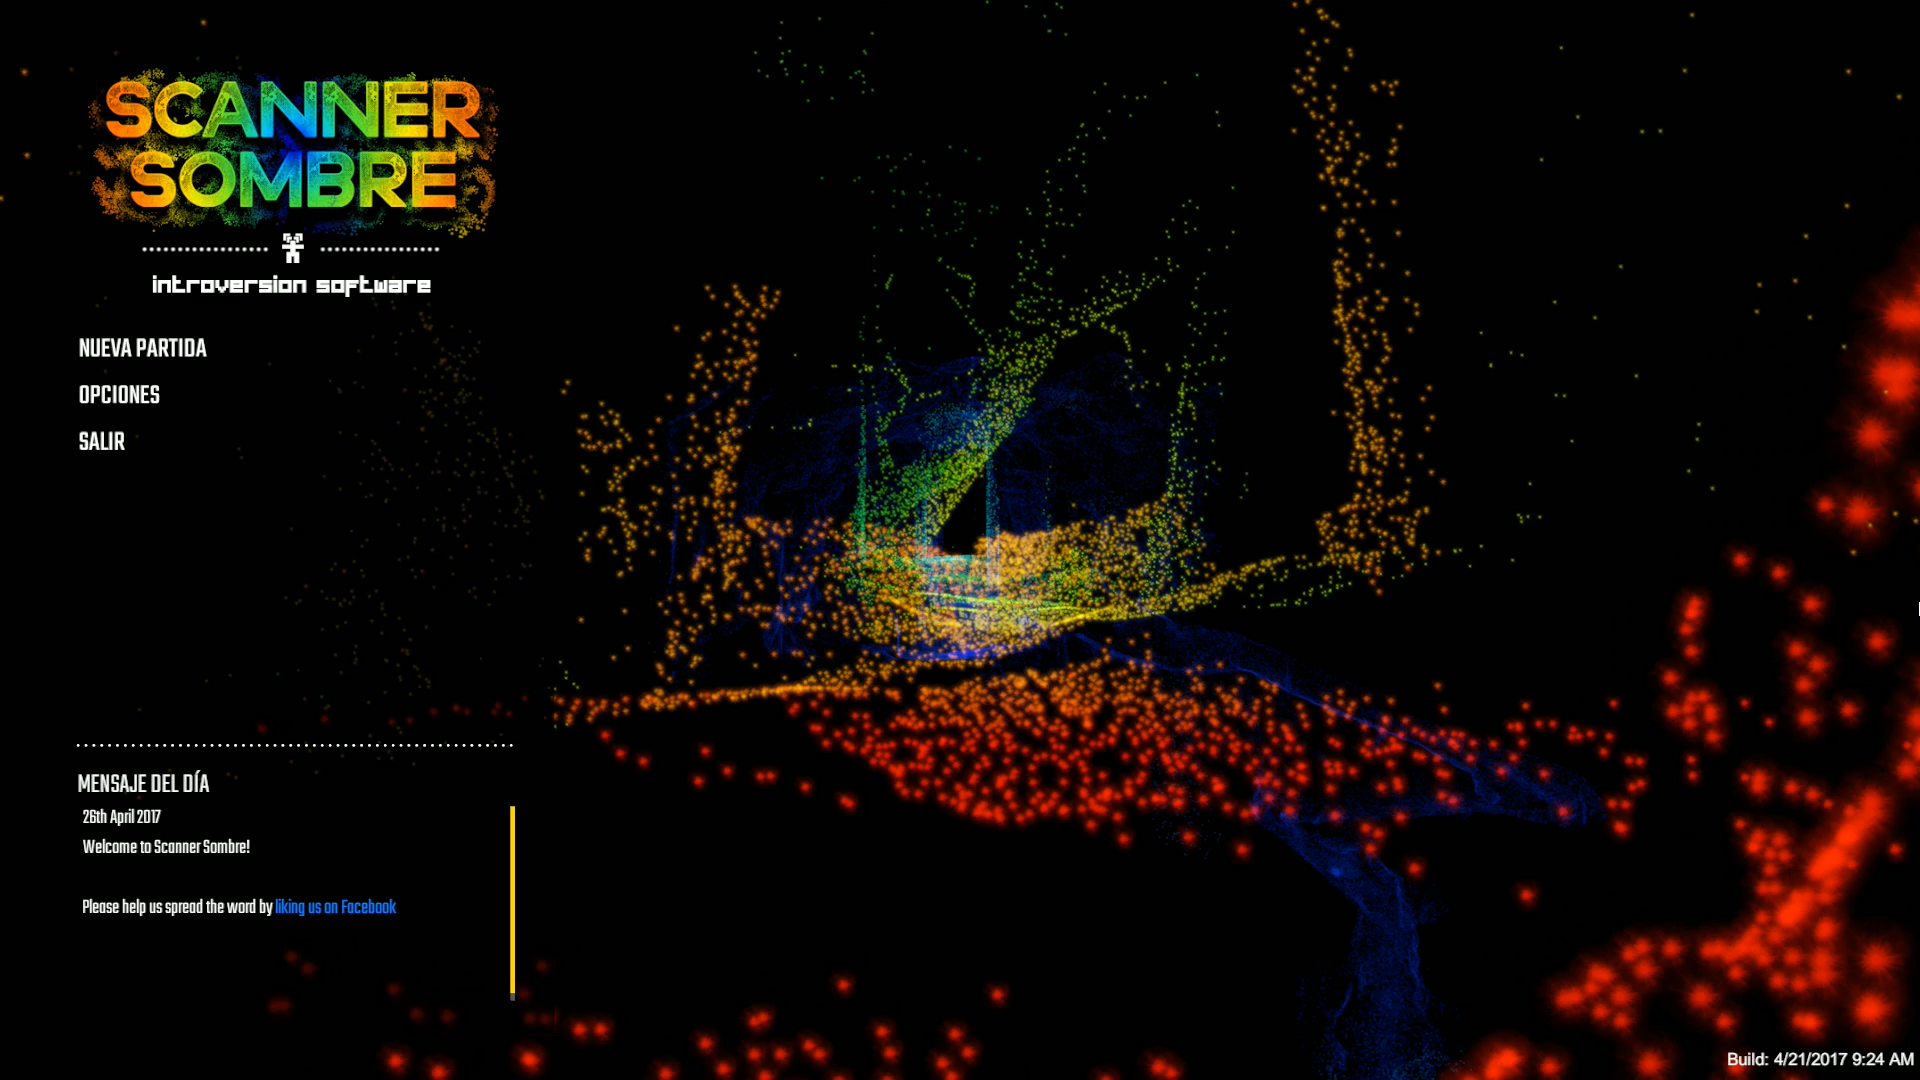 SCANNER
SOMBRE
introversion software
NUEVA PARTIDA
OPCIONES
SALIR
MENSAJE DEL DÍA
26th April 2017
Welcome to Scanner Sombre!
Please help us spread the word by liking us on Facebook
Build: 4/21/2017 9:24 AM